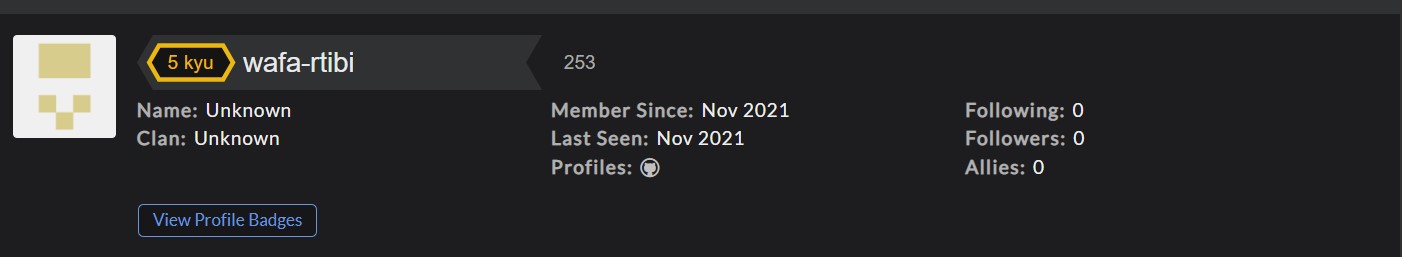 5 kyu wafa-rtibi 253
Name: Unknown Member Since: Nov 2021 Following: 0
Clan: Unknown Last Seen: Nov 2021 Followers: 0
Profiles: Allies: 0
View Profile Badges